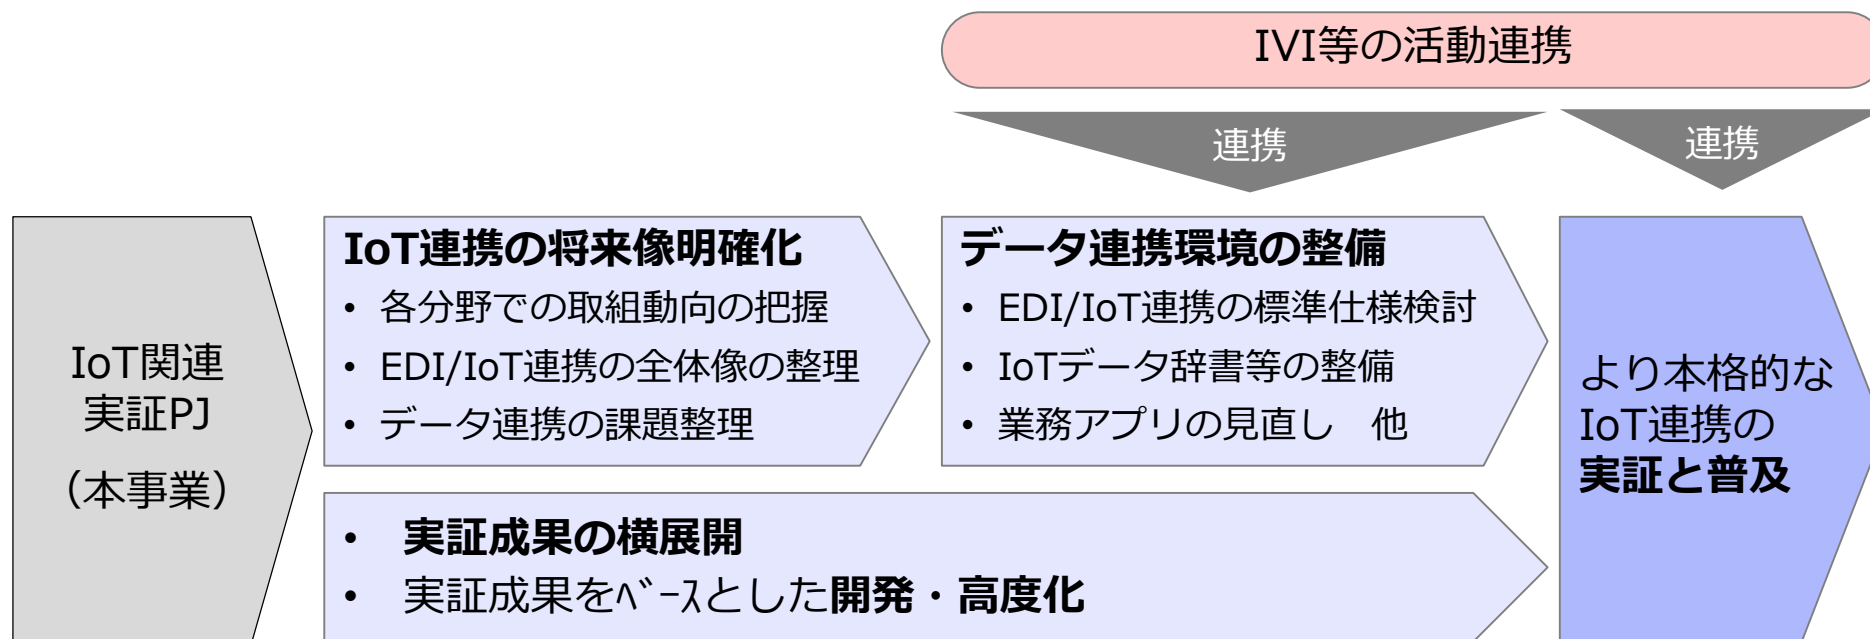 IVI等の活動連携
連携
連携
IoT関連
実証PJ
（本事業）
IoT連携の将来像明確化
• 各分野での取組動向の把握
• EDI/IoT連携の全体像の整理
• データ連携の課題整理
データ連携環境の整備
• EDI/IoT連携の標準仕様検討
• IoTデータ辞書等の整備
• 業務アプリの見直し　他
• 実証成果の横展開
• 実証成果をﾍﾞｰｽとした開発・高度化
より本格的な
IoT連携の
実証と普及